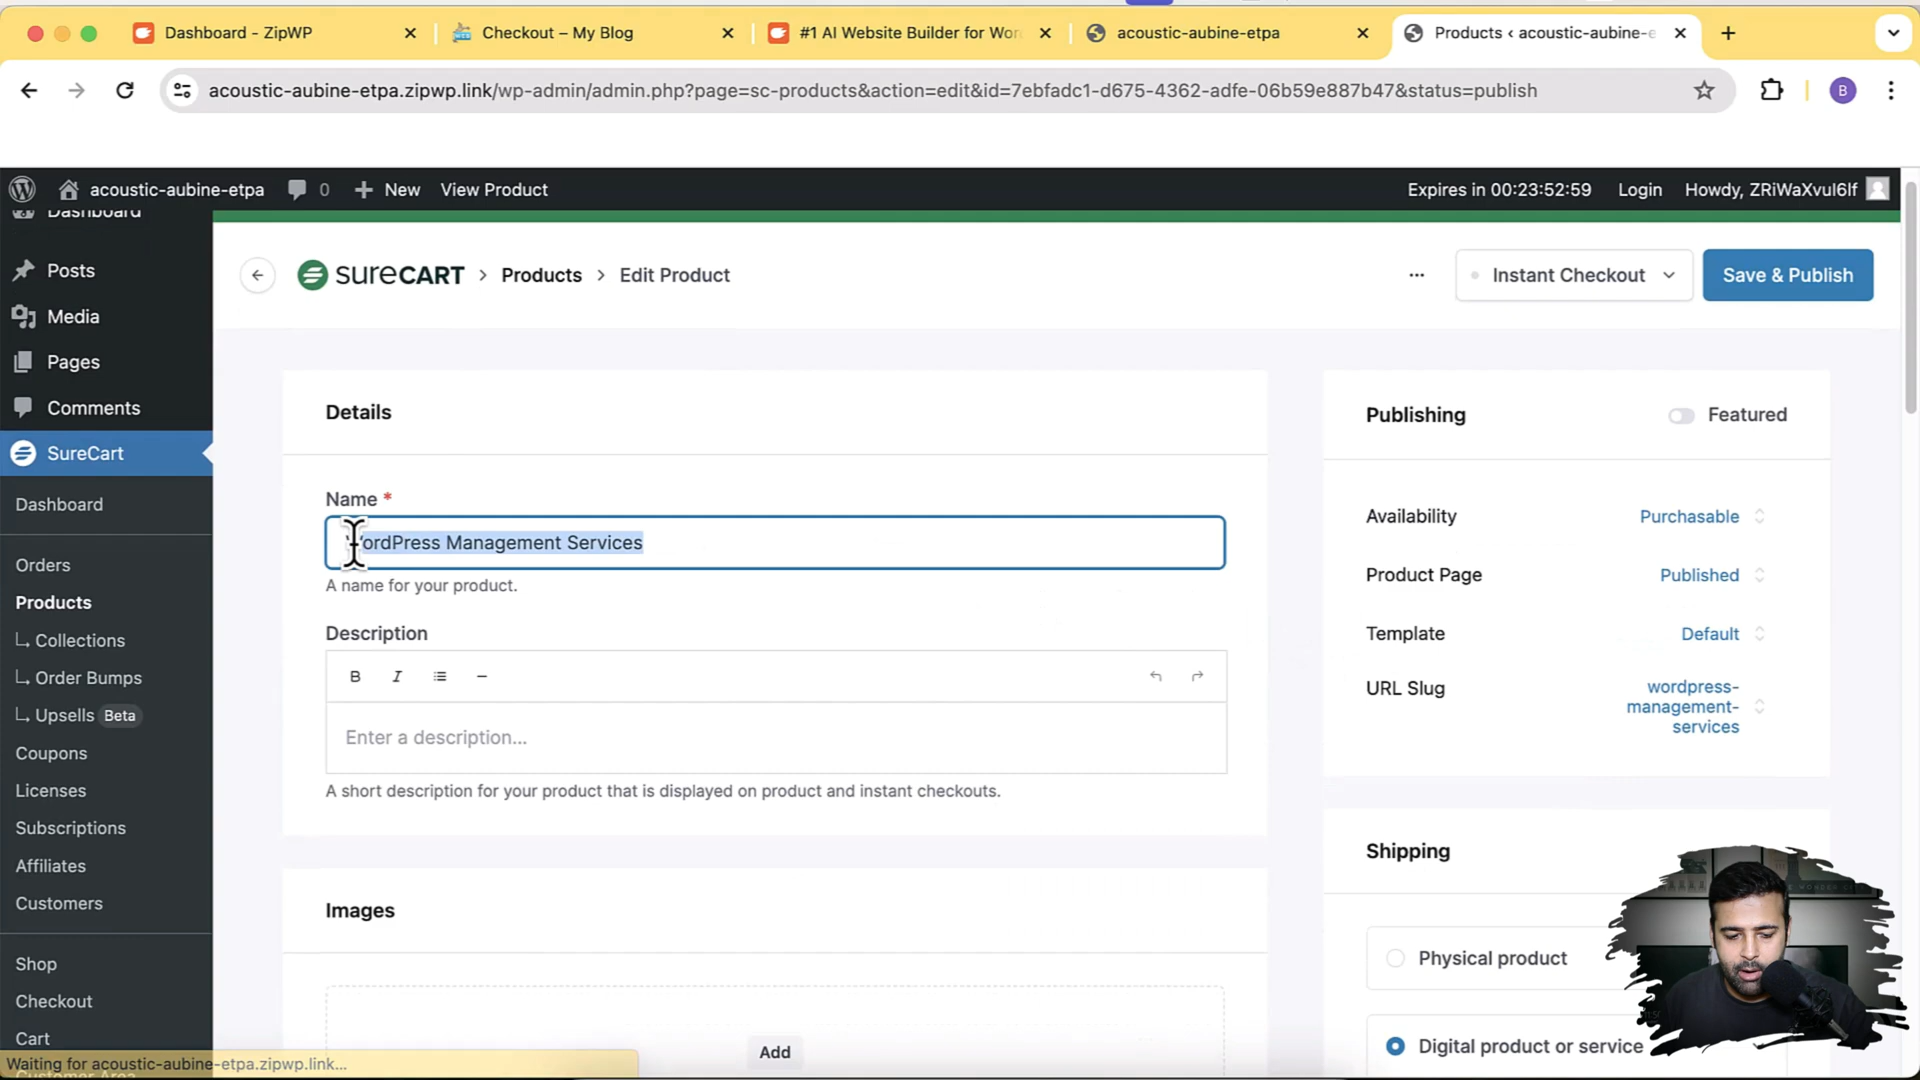 Dashboard - ZipWP
Checkout – My Blog
#1 AI Website Builder for Wor
acoustic-aubine-etpa
Products ‹ acoustic-aubine-e
acoustic-aubine-etpa.zipwp.link/wp-admin/admin.php?page=sc-products&action=edit&id=7ebfadc1-d675-4362-adfe-06b59e887b47&status=publish
B
acoustic-aubine-etpa
0
New
View Product
Expires in 00:23:52:59
Login
Howdy, ZRiWaXvul6lf
Dashboard
Posts
Media
Pages
Comments
SureCart
Dashboard
Orders
Products
Collections
Order Bumps
Upsells Beta
Coupons
Licenses
Subscriptions
Affiliates
Customers
Shop
Checkout
Cart
Customer Area
Waiting for acoustic-aubine-etpa.zipwp.link...
SURECART > Products > Edit Product
Instant Checkout
Save & Publish
Details
Name *
WordPress Management Services
A name for your product.
Description
B I
Enter a description...
A short description for your product that is displayed on product and instant checkouts.
Images
Add
Publishing
Featured
Availability
Purchasable
Product Page
Published
Template
Default
URL Slug
wordpress-
management-
services
Shipping
Physical product
Digital product or service